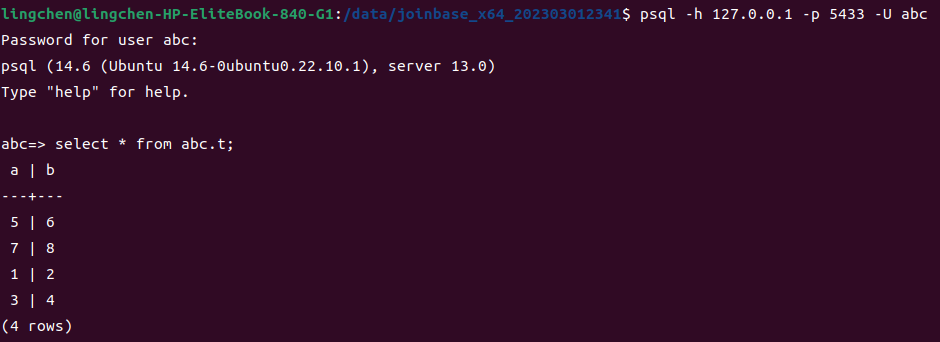 lingchen@lingchen-HP-EliteBook-840-G1:/data/joinbase_x64_202303012341$ psql -h 127.0.0.1 -p 5433 -U abc
Password for user abc:
psql (14.6 (Ubuntu 14.6-0ubuntu0.22.10.1), server 13.0)
Type "help" for help.

abc=> select * from abc.t;
 a | b
---+---
 5 | 6
 7 | 8
 1 | 2
 3 | 4
(4 rows)